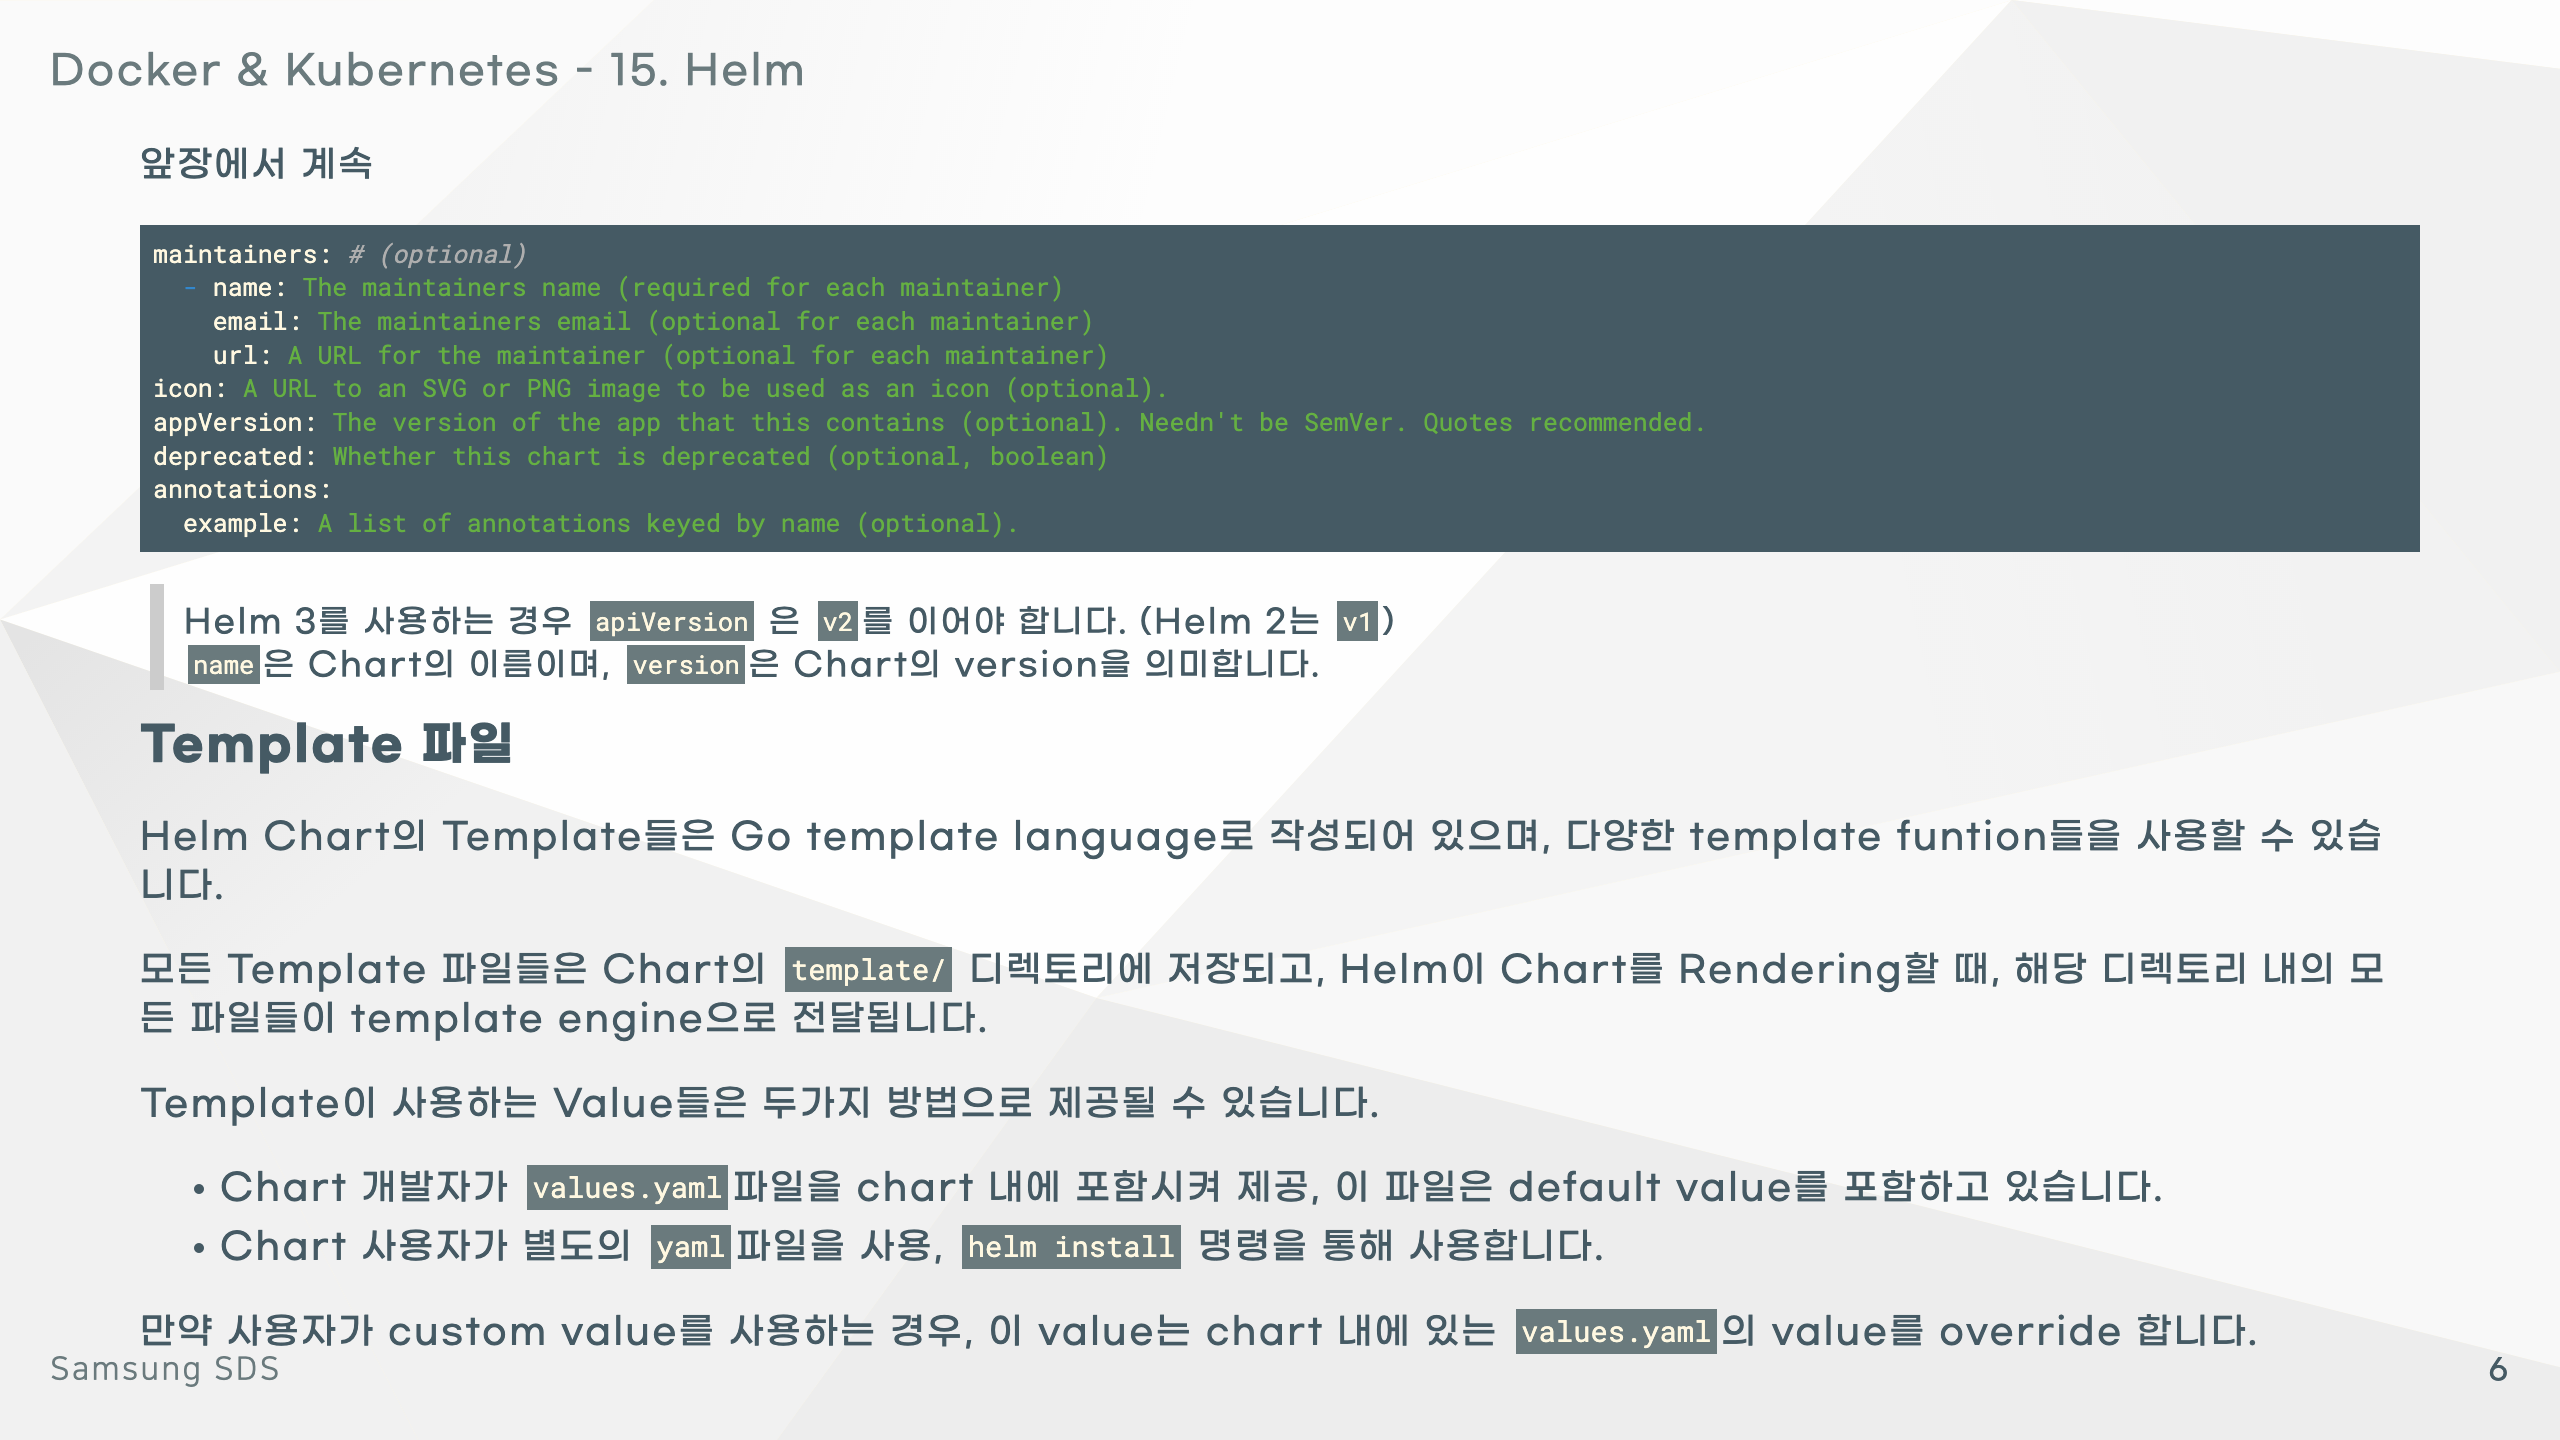 Docker & Kubernetes - 15. Helm
앞장에서 계속
maintainers: # (optional)
  - name: The maintainers name (required for each maintainer)
    email: The maintainers email (optional for each maintainer)
    url: A URL for the maintainer (optional for each maintainer)
icon: A URL to an SVG or PNG image to be used as an icon (optional).
appVersion: The version of the app that this contains (optional). Needn't be SemVer. Quotes recommended.
deprecated: Whether this chart is deprecated (optional, boolean)
annotations:
  example: A list of annotations keyed by name (optional).
Helm 3를 사용하는 경우 apiVersion 은 v2를 이어야 합니다. (Helm 2는 v1)
name은 Chart의 이름이며, version은 Chart의 version을 의미합니다.
Template 파일
Helm Chart의 Template들은 Go template language로 작성되어 있으며, 다양한 template funtion들을 사용할 수 있습
니다.
모든 Template 파일들은 Chart의 template/ 디렉토리에 저장되고, Helm이 Chart를 Rendering할 때, 해당 디렉토리 내의 모
든 파일들이 template engine으로 전달됩니다.
Template이 사용하는 Value들은 두가지 방법으로 제공될 수 있습니다.
• Chart 개발자가 values.yaml파일을 chart 내에 포함시켜 제공, 이 파일은 default value를 포함하고 있습니다.
• Chart 사용자가 별도의 yaml파일을 사용, helm install 명령을 통해 사용합니다.
만약 사용자가 custom value를 사용하는 경우, 이 value는 chart 내에 있는 values.yaml의 value를 override 합니다.
Samsung SDS
6